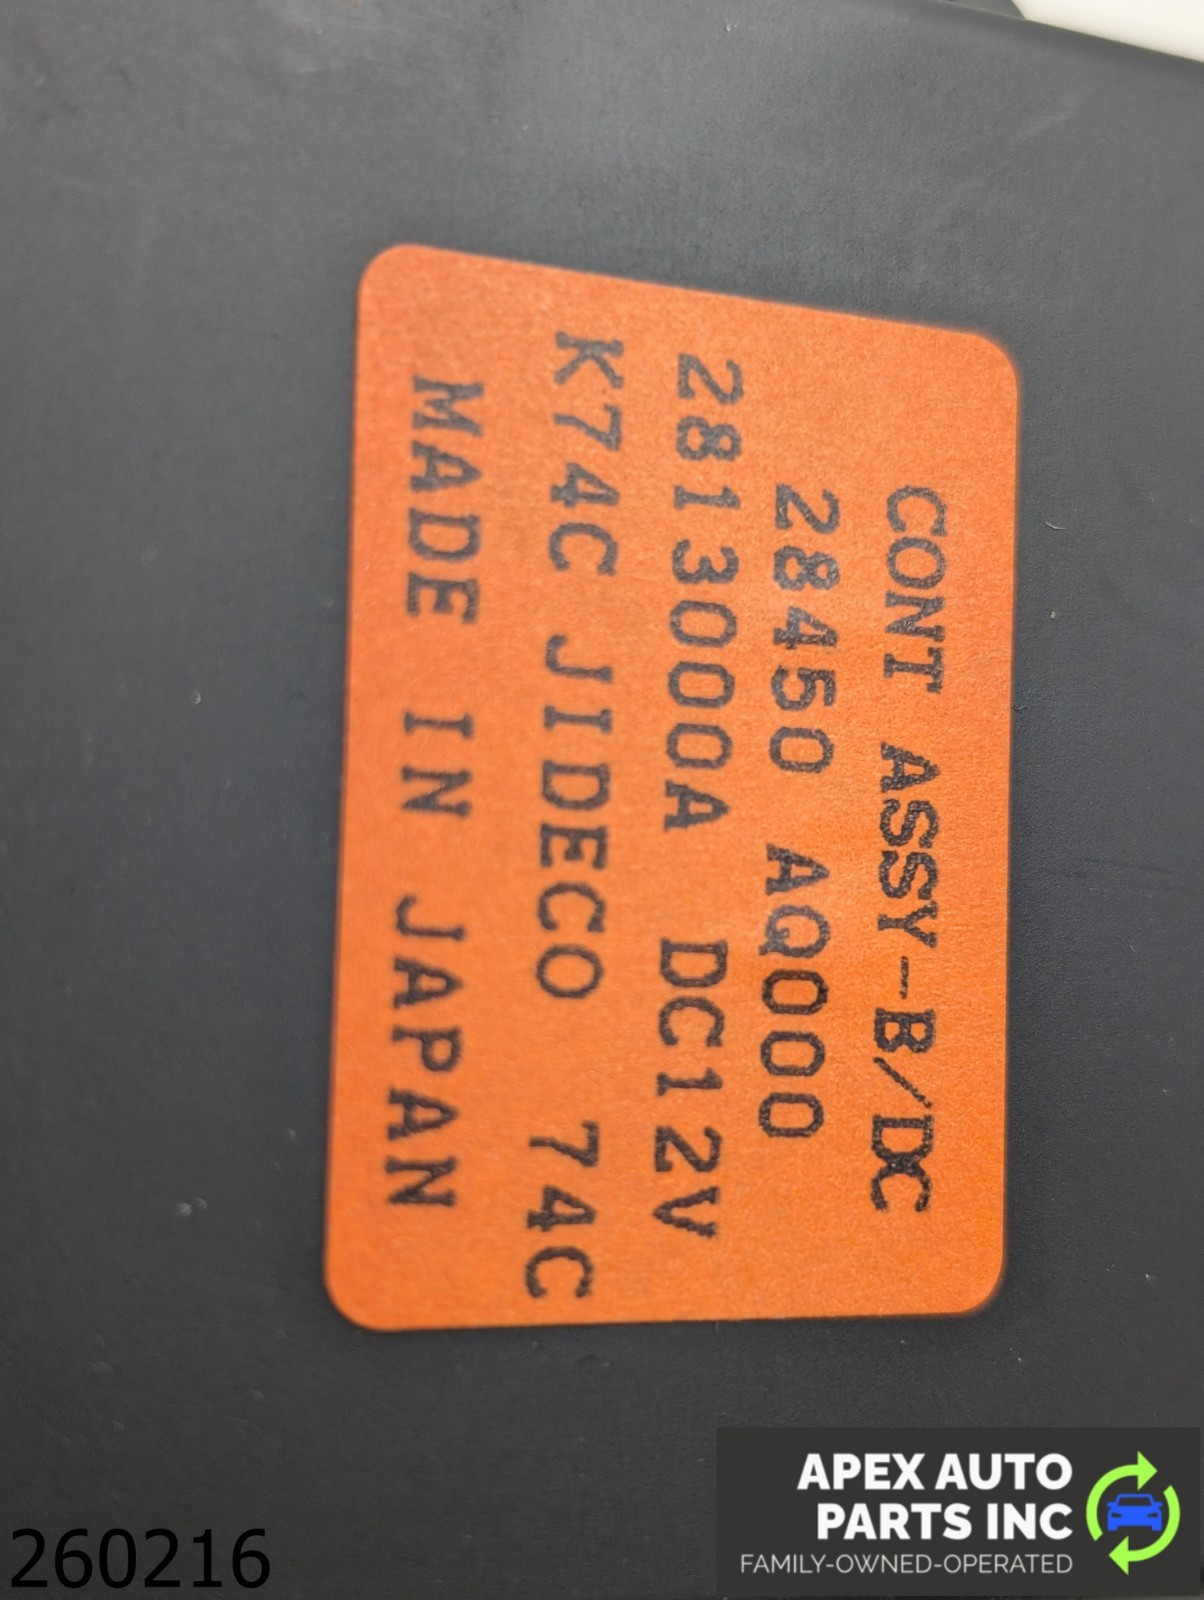 CONT ASSY-B/DC
28450 AQ000
2813000A DC12V
K74C JIDECO 74C
MADE IN JAPAN
APEX AUTO
PARTS INC
FAMILY-OWNED-OPERATED
260216